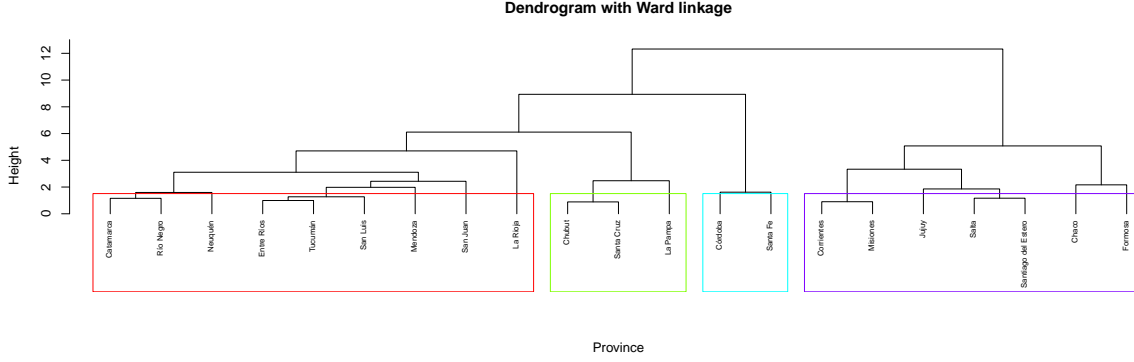 Dendrogram with Ward linkage
12
10
8
6
4
2
0
Height
Catamarca
Río Negro
Neuquén
Entre Ríos
Tucumán
San Luis
Mendoza
San Juan
La Rioja
Chubut
Santa Cruz
La Pampa
Córdoba
Santa Fe
Corrientes
Misiones
Jujuy
Salta
Santiago del Estero
Chaco
Formosa
Province